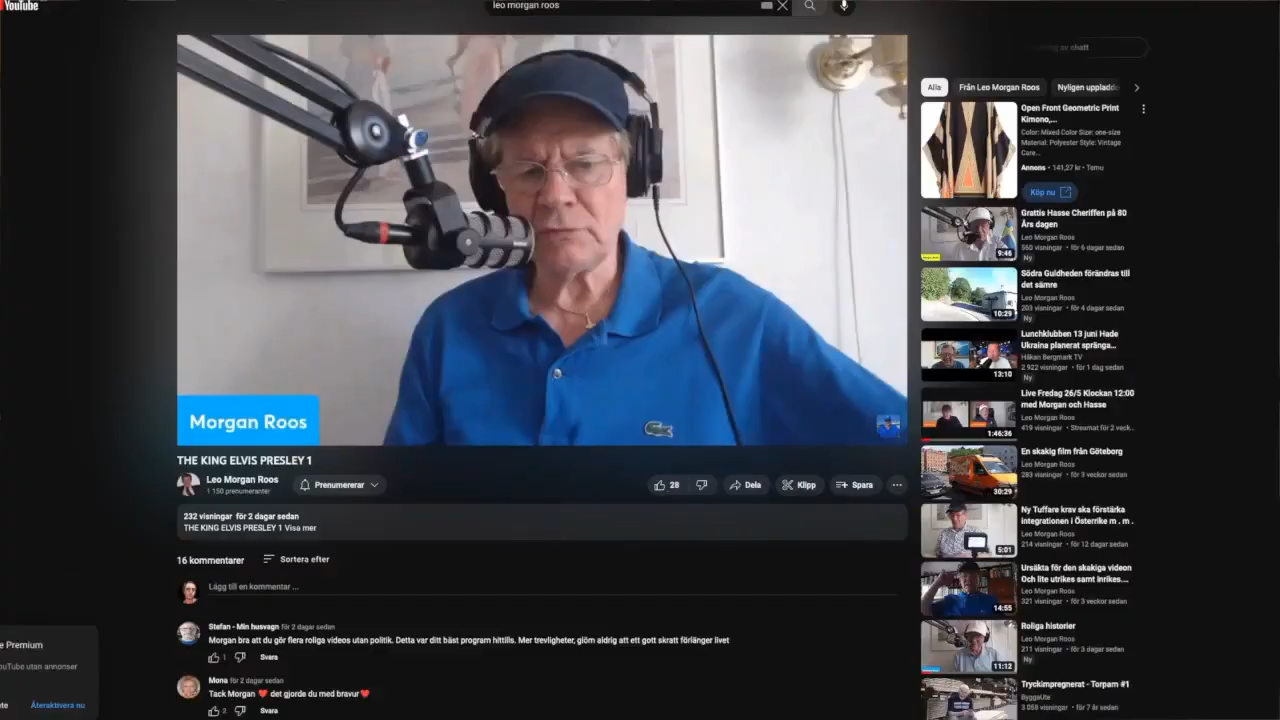 YouTube
leo morgan roos
Alla
Från Leo Morgan Roos
Nyligen uppladda
Open Front Geometric Print
Kimono,...
Color: Mixed Color Size: one-size
Material: Polyester Style: Vintage
Care...
Annons • 141,27 kr • Temu
Köp nu
Grattis Hasse Cheriffen på 80
Års dagen
Leo Morgan Roos
560 visningar • för 6 dagar sedan
Ny
9:46
Södra Guldheden förändras till
det sämre
Leo Morgan Roos
203 visningar • för 4 dagar sedan
Ny
10:29
Lunchklubben 13 juni Hade
Ukraina planerat spränga...
Håkan Bergmark TV
2 922 visningar • för 1 dag sedan
Ny
13:10
Live Fredag 26/5 Klockan 12:00
med Morgan och Hasse
Leo Morgan Roos
419 visningar • Streamat för 2 veck...
1:46:36
En skakig film från Göteborg
Leo Morgan Roos
283 visningar • för 3 veckor sedan
30:29
Ny Tuffare krav ska förstärka
integrationen i Österrike m . m .
Leo Morgan Roos
214 visningar • för 12 dagar sedan
5:01
Ursäkta för den skakiga videon
Och lite utrikes samt inrikes....
Leo Morgan Roos
321 visningar • för 3 veckor sedan
14:55
Roliga historier
Leo Morgan Roos
211 visningar • för 3 dagar sedan
Ny
11:12
Tryckimpregnerat - Torpam #1
ByggaUte
3 058 visningar • för 7 år sedan
Morgan Roos
THE KING ELVIS PRESLEY 1
Leo Morgan Roos
1 150 prenumeranter
Prenumererar
28
Dela
Klipp
Spara
232 visningar för 2 dagar sedan
THE KING ELVIS PRESLEY 1 Visa mer
16 kommentarer
Sortera efter
Lägg till en kommentar ...
Stefan - Min husvagn för 2 dagar sedan
Morgan bra att du gör flera roliga videos utan politik. Detta var ditt bäst program hittills. Mer trevligheter, glöm aldrig att ett gott skratt förlänger livet
1
Svara
Mona för 2 dagar sedan
Tack Morgan ❤️ det gjorde du med bravur❤️
2
Svara
e Premium
ouTube utan annonser
Återaktivera nu